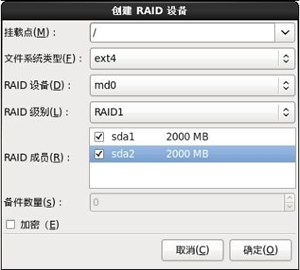 创建 RAID 设备
挂载点(M)： /
文件系统类型(F)： ext4
RAID 设备(D)： md0
RAID 级别(L)： RAID1
sda1 2000 MB
sda2 2000 MB
RAID 成员(R)：
备件数量(s)： 0
加密（E)
取消(C) 确定(O)